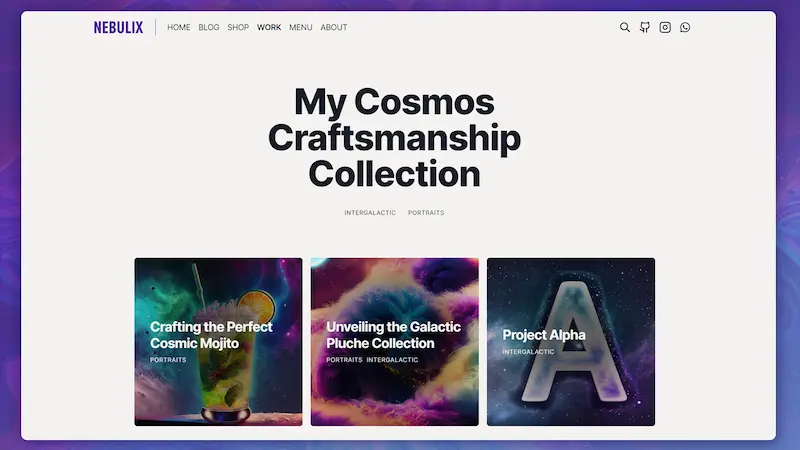 NEBULIX HOME BLOG SHOP WORK MENU ABOUT
My Cosmos
Craftsmanship
Collection
INTERGALACTIC PORTRAITS
Crafting the Perfect
Cosmic Mojito
PORTRAITS
Unveiling the Galactic
Pluche Collection
PORTRAITS INTERGALACTIC
A
Project Alpha
INTERGALACTIC